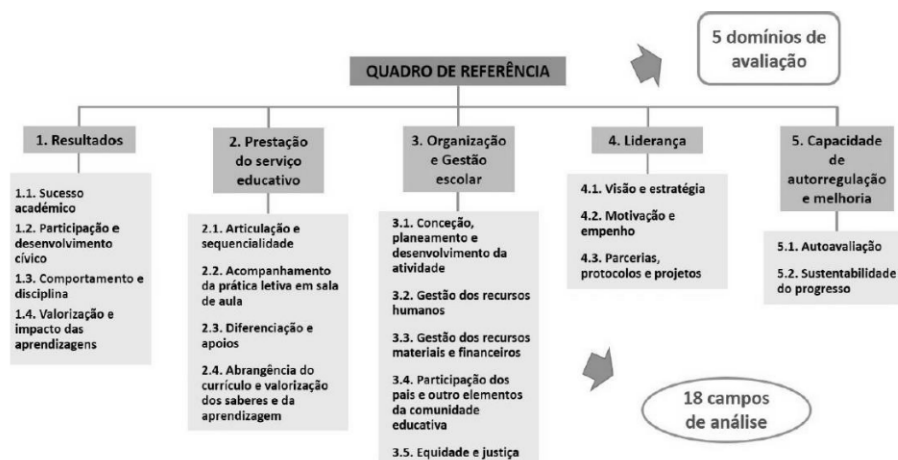 5 domínios de
avaliação
QUADRO DE REFERÊNCIA
1. Resultados
1.1. Sucesso
académico
1.2. Participação e
desenvolvimento
cívico
1.3. Comportamento e
disciplina
1.4. Valorização e
impacto das
aprendizagens
2. Prestação
do serviço
educativo
2.1. Articulação e
sequencialidade
2.2. Acompanhamento
da prática letiva em sala
de aula
2.3. Diferenciação e
apoios
2.4. Abrangência do
currículo e valorização
dos saberes e da
aprendizagem
3. Organização
e Gestão
escolar
3.1. Conceção,
planeamento e
desenvolvimento da
atividade
3.2. Gestão dos recursos
humanos
3.3. Gestão dos recursos
materiais e financeiros
3.4. Participação dos
pais e outro elementos
da comunidade
educativa
3.5. Equidade e justiça
4. Liderança
4.1. Visão e estratégia
4.2. Motivação e
empenho
4.3. Parcerias,
protocolos e projetos
5. Capacidade
de
autorregulação
e melhoria
5.1. Autoavaliação
5.2. Sustentabilidade
do progresso
18 campos
de análise